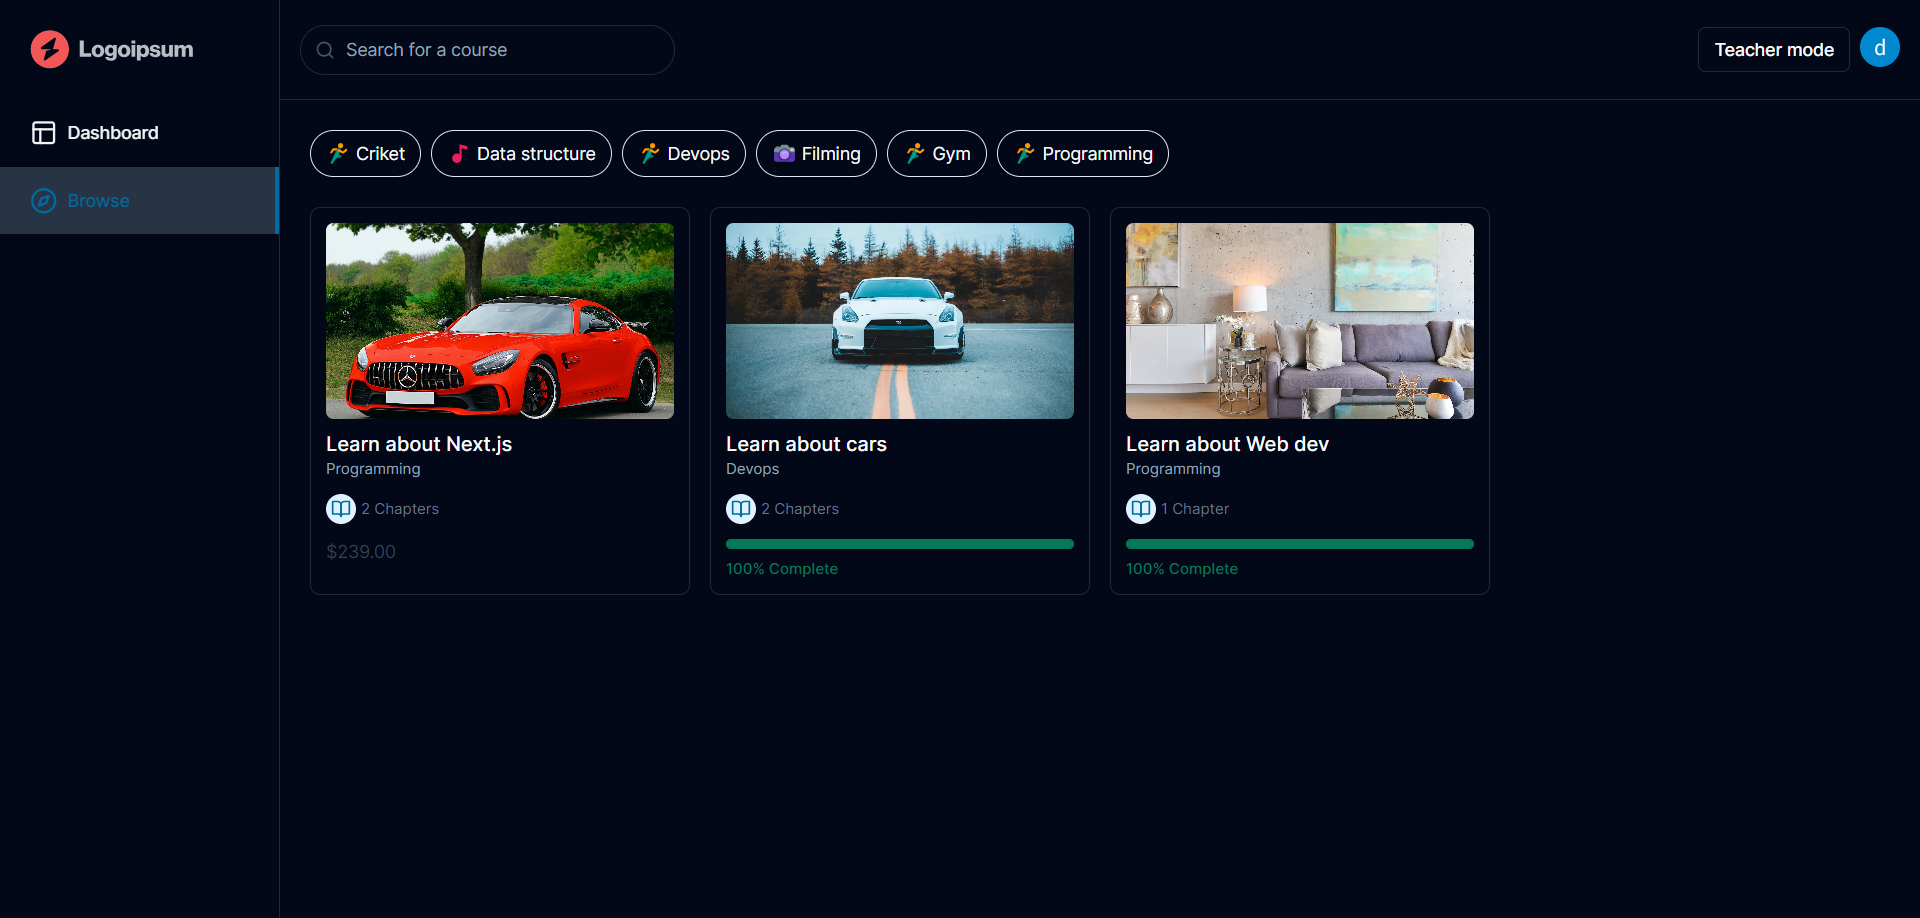 Logoipsum
Search for a course
Teacher mode
d
Dashboard
Browse
Criket
Data structure
Devops
Filming
Gym
Programming
Learn about Next.js
Programming
2 Chapters
$239.00
Learn about cars
Devops
2 Chapters
100% Complete
Learn about Web dev
Programming
1 Chapter
100% Complete